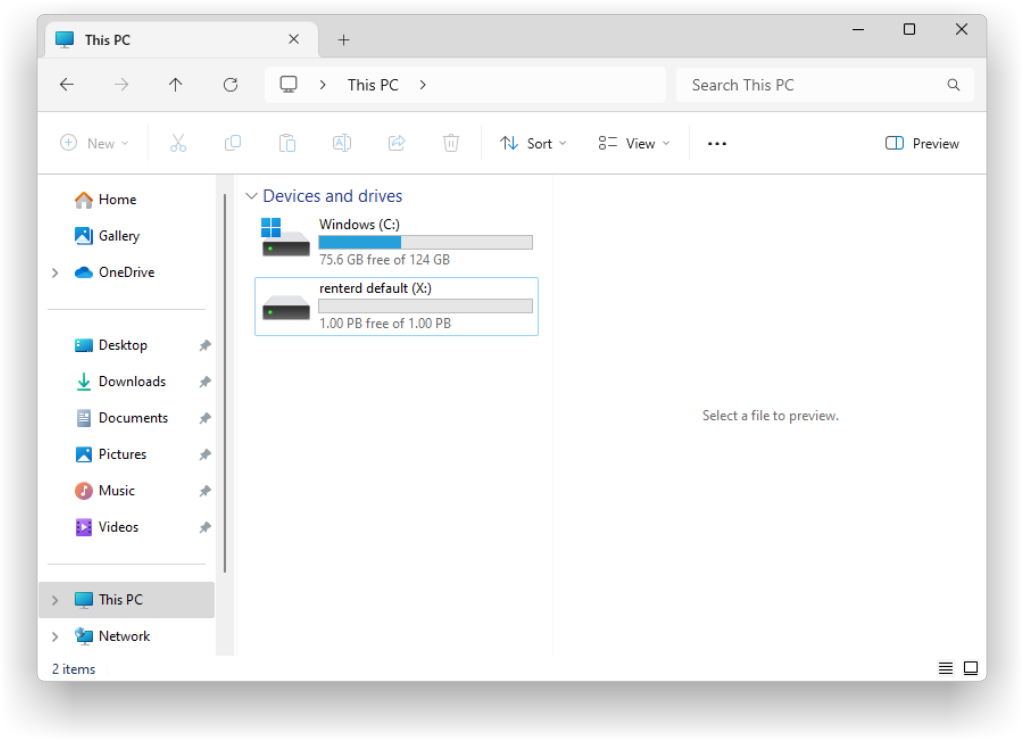 This PC
This PC
Search This PC
New
Sort
View
Preview
Home
Gallery
OneDrive
Desktop
Downloads
Documents
Pictures
Music
Videos
This PC
Network
Devices and drives
Windows (C:)
75.6 GB free of 124 GB
renterd default (X:)
1.00 PB free of 1.00 PB
Select a file to preview.
2 items